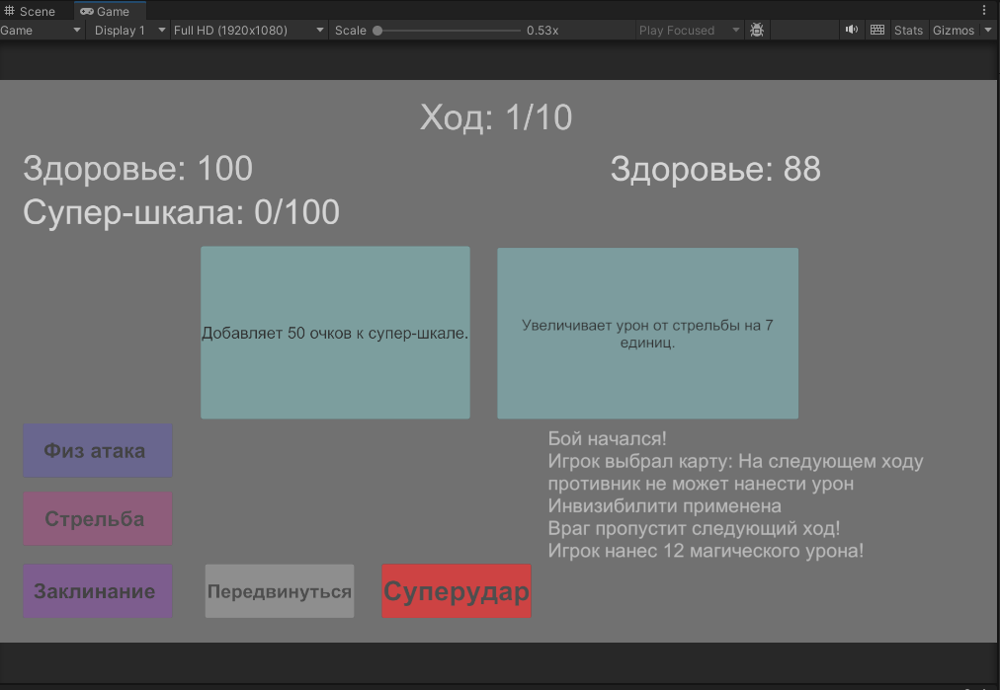 Scene Game
Game Display 1 Full HD (1920x1080) Scale 0.53x Play Focused Stats Gizmos
Ход: 1/10
Здоровье: 100 Здоровье: 88
Супер-шкала: 0/100
Добавляет 50 очков к супер-шкале.
Увеличивает урон от стрельбы на 7
единиц.
Физ атака
Стрельба
Заклинание
Передвинуться
Суперудар
Бой начался!
Игрок выбрал карту: На следующем ходу
противник не может нанести урон
Инвизибилити применена
Враг пропустит следующий ход!
Игрок нанес 12 магического урона!